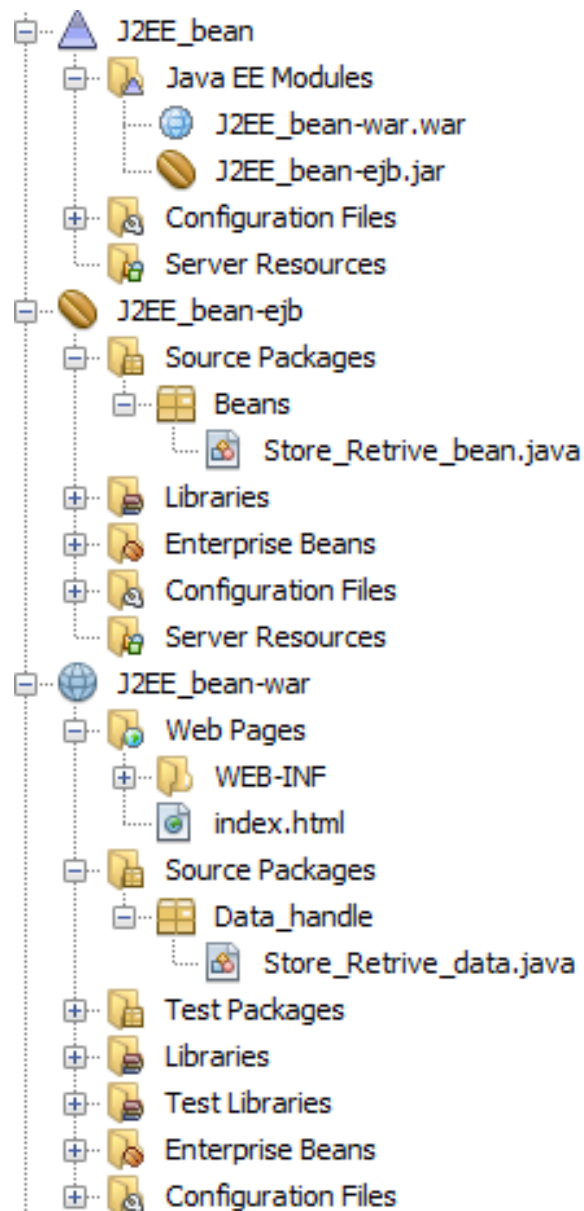 J2EE_bean
Java EE Modules
J2EE_bean-war.war
J2EE_bean-ejb.jar
Configuration Files
Server Resources
J2EE_bean-ejb
Source Packages
Beans
Store_Retrive_bean.java
Libraries
Enterprise Beans
Configuration Files
Server Resources
J2EE_bean-war
Web Pages
WEB-INF
index.html
Source Packages
Data_handle
Store_Retrive_data.java
Test Packages
Libraries
Test Libraries
Enterprise Beans
Configuration Files